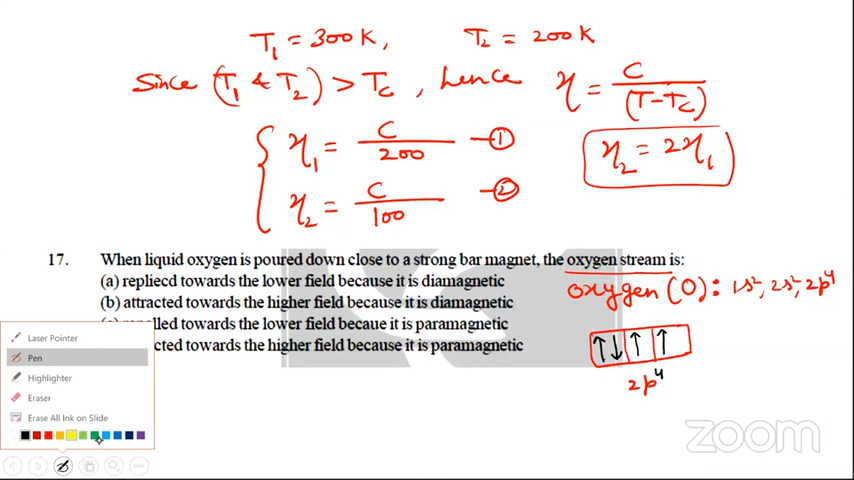 T₁ = 300K, T₂ = 200K
Since (T₁ & T₂) > Tc, hence χ = C/(T-Tc)
χ₁ = C/200 —①
χ₂ = 2χ₁
χ₂ = C/100 —②
17. When liquid oxygen is poured down close to a strong bar magnet, the oxygen stream is:
(a) repliecd towards the lower field because it is diamagnetic
oxygen (O): 1s², 2s², 2p⁴
(b) attracted towards the higher field because it is diamagnetic
towards the lower field becaue it is paramagnetic
towards the higher field because it is paramagnetic
2p⁴
Laser Pointer
Pen
Highlighter
Eraser
Erase All Ink on Slide
zoom